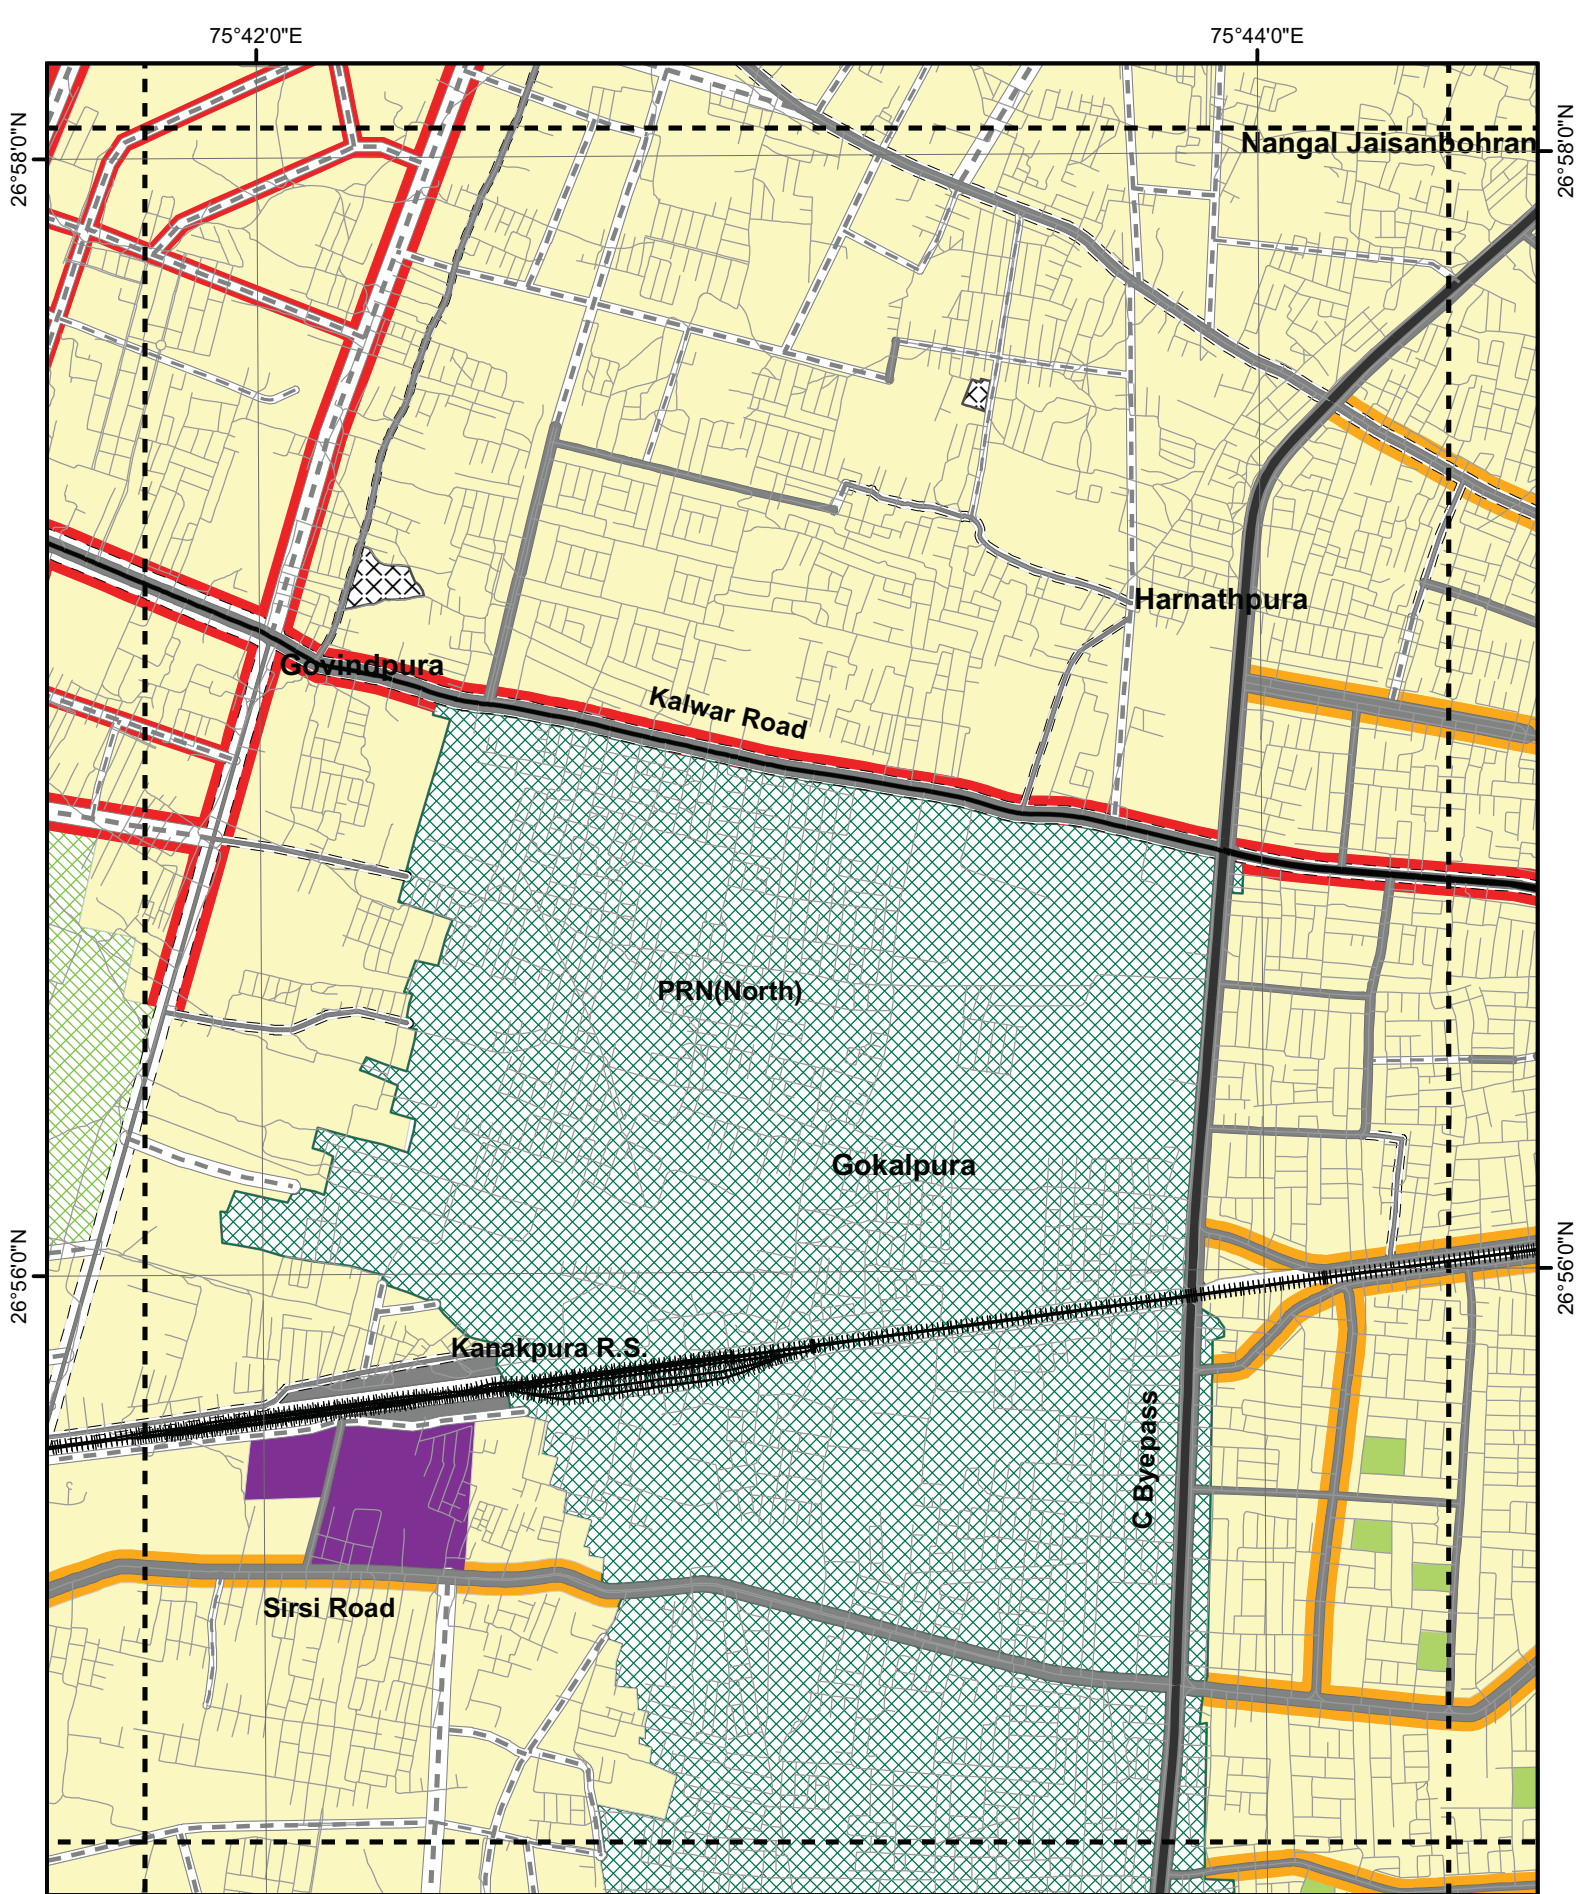 75°42'0"E
75°44'0"E
26°58'0"N
26°58'0"N
Nangal Jaisanbohran
Harnathpura
Govindpura
Kalwar Road
PRN(North)
Gokalpura
26°56'0"N
26°56'0"N
Kanakpura R.S.
C Byepass
Sirsi Road